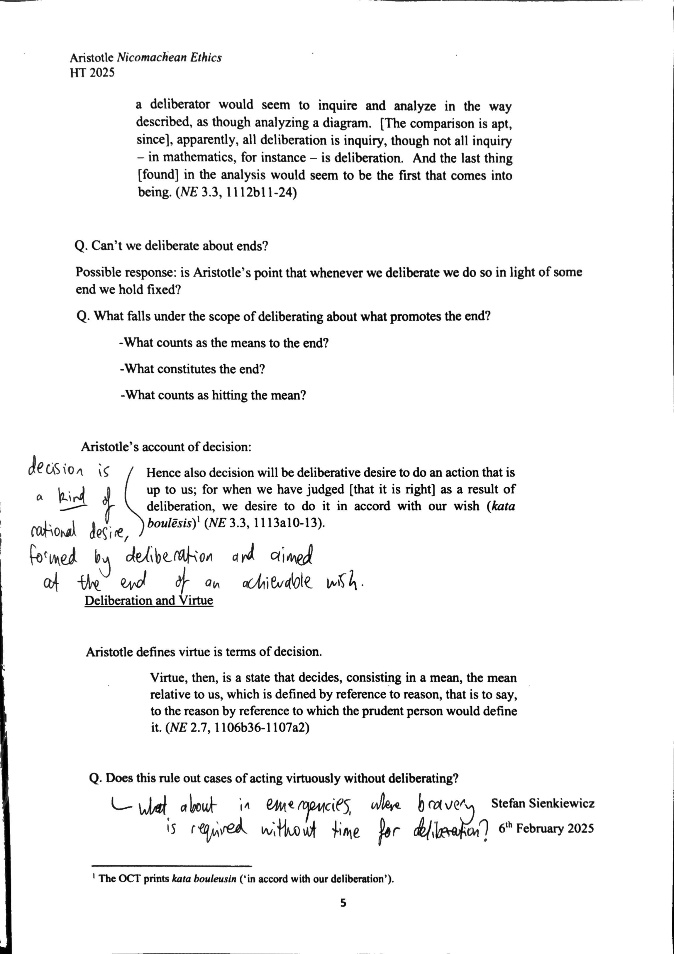 Aristotle Nicomachean Ethics
HT 2025
a deliberator would seem to inquire and analyze in the way
described, as though analyzing a diagram. [The comparison is apt,
since], apparently, all deliberation is inquiry, though not all inquiry
– in mathematics, for instance – is deliberation. And the last thing
[found] in the analysis would seem to be the first that comes into
being. (NE 3.3, 1112b11-24)
Q. Can't we deliberate about ends?
Possible response: is Aristotle's point that whenever we deliberate we do so in light of some
end we hold fixed?
Q. What falls under the scope of deliberating about what promotes the end?
-What counts as the means to the end?
-What constitutes the end?
-What counts as hitting the mean?
Aristotle's account of decision:
Hence also decision will be deliberative desire to do an action that is
up to us; for when we have judged [that it is right] as a result of
deliberation, we desire to do it in accord with our wish (kata
boulēsis)¹ (NE 3.3, 1113a10-13).
decision is
a kind of
rational desire,
formed by deliberation and aimed
at the end of an achievable wish.
Deliberation and Virtue
Aristotle defines virtue is terms of decision.
Virtue, then, is a state that decides, consisting in a mean, the mean
relative to us, which is defined by reference to reason, that is to say,
to the reason by reference to which the prudent person would define
it. (NE 2.7, 1106b36-1107a2)
Q. Does this rule out cases of acting virtuously without deliberating?
What about in emergencies, where bravery
is required without time for deliberation?
Stefan Sienkiewicz
6th February 2025
¹ The OCT prints kata bouleusin ('in accord with our deliberation').
5